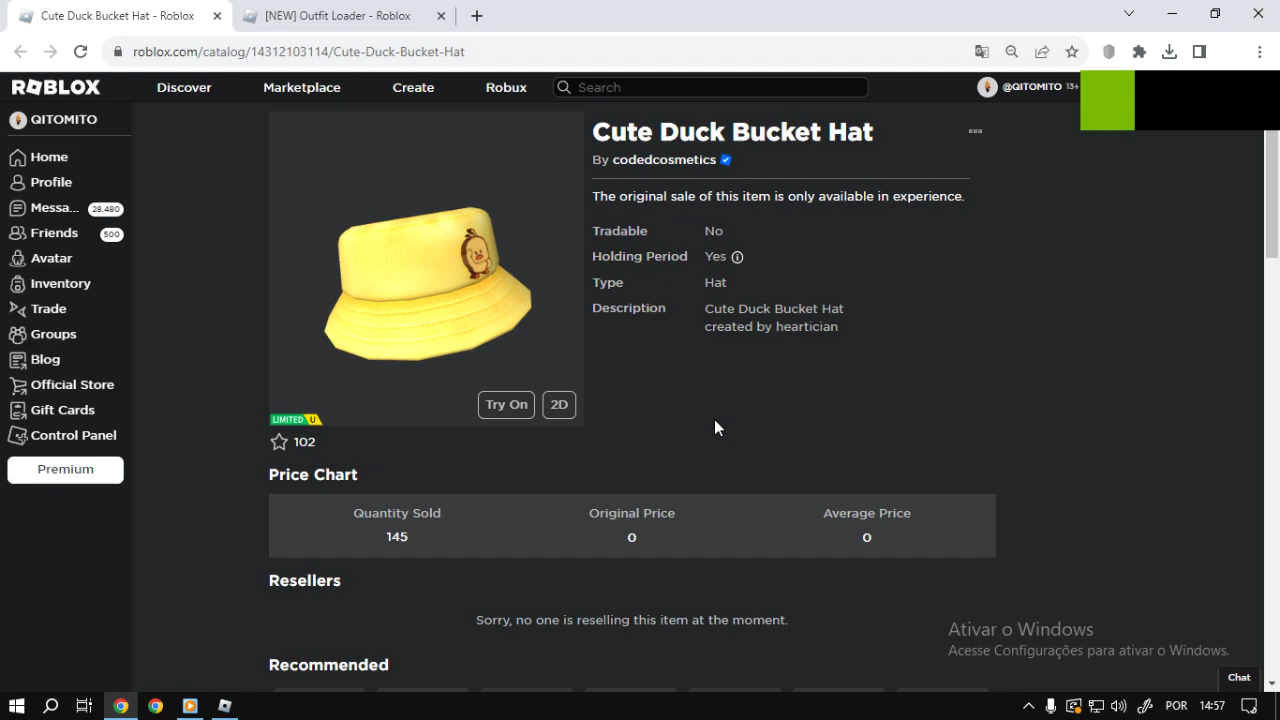 Cute Duck Bucket Hat - Roblox
[NEW] Outfit Loader - Roblox
roblox.com/catalog/14312103114/Cute-Duck-Bucket-Hat
ROBLOX
Discover
Marketplace
Create
Robux
Search
@QITOMITO 13+
QITOMITO
Home
Profile
Messa... 28.480
Friends 500
Avatar
Inventory
Trade
Groups
Blog
Official Store
Gift Cards
Control Panel
Premium
Try On
2D
LIMITED U
102
Cute Duck Bucket Hat
By codedcosmetics
The original sale of this item is only available in experience.
Tradable No
Holding Period Yes
Type Hat
Description Cute Duck Bucket Hat
created by heartician
Price Chart
Quantity Sold
145
Original Price
0
Average Price
0
Resellers
Sorry, no one is reselling this item at the moment.
Recommended
Ativar o Windows
Acesse Configurações para ativar o Windows.
Chat
POR 14:57